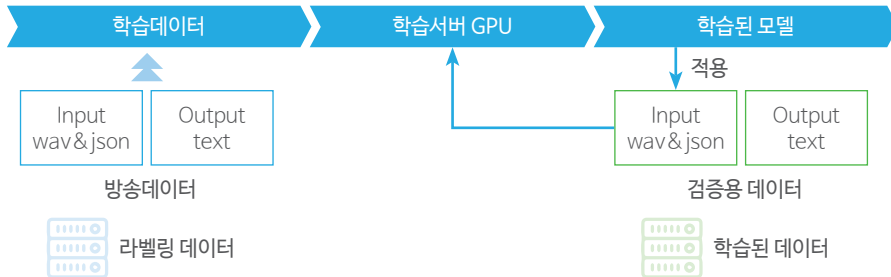 학습데이터
학습서버 GPU
학습된 모델
적용
Input
wav&json
Output
text
Input
wav&json
Output
text
방송데이터
검증용 데이터
라벨링 데이터
학습된 데이터